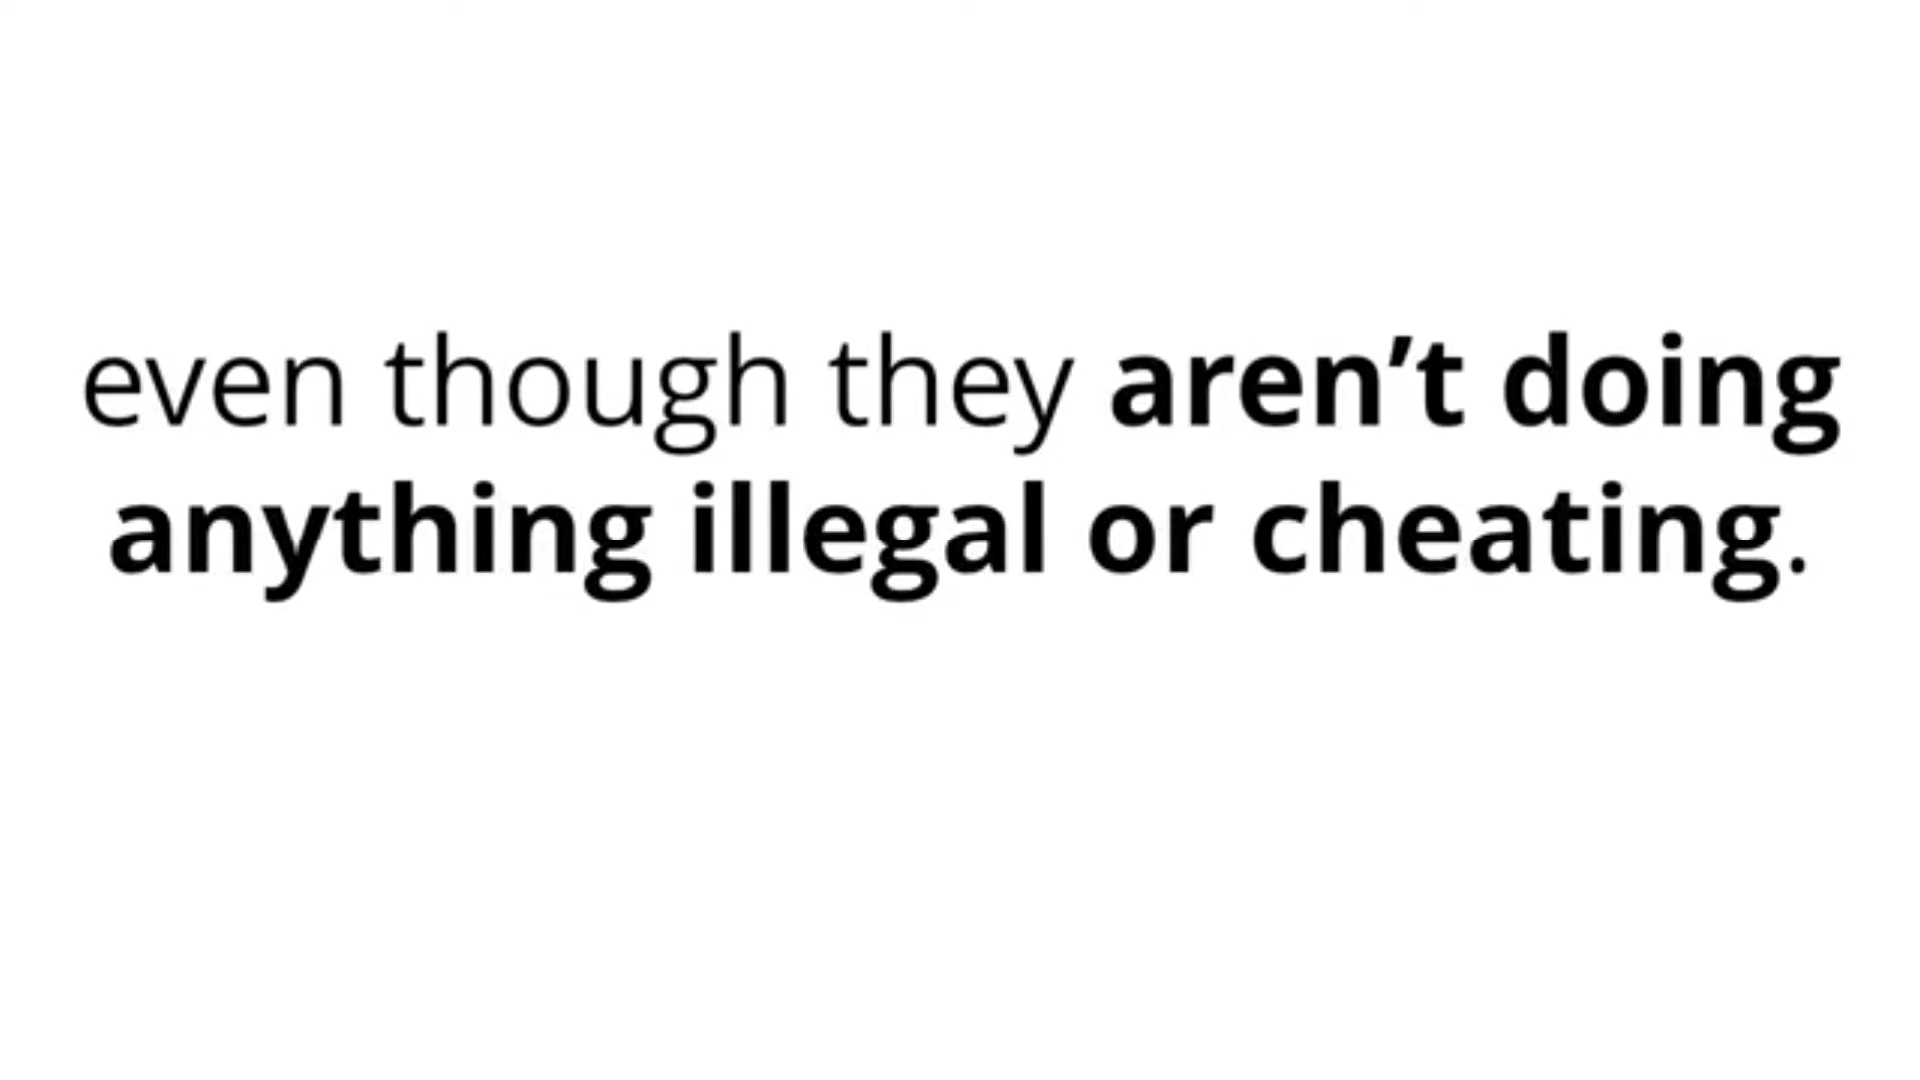 even though they aren’t doing
anything illegal or cheating.